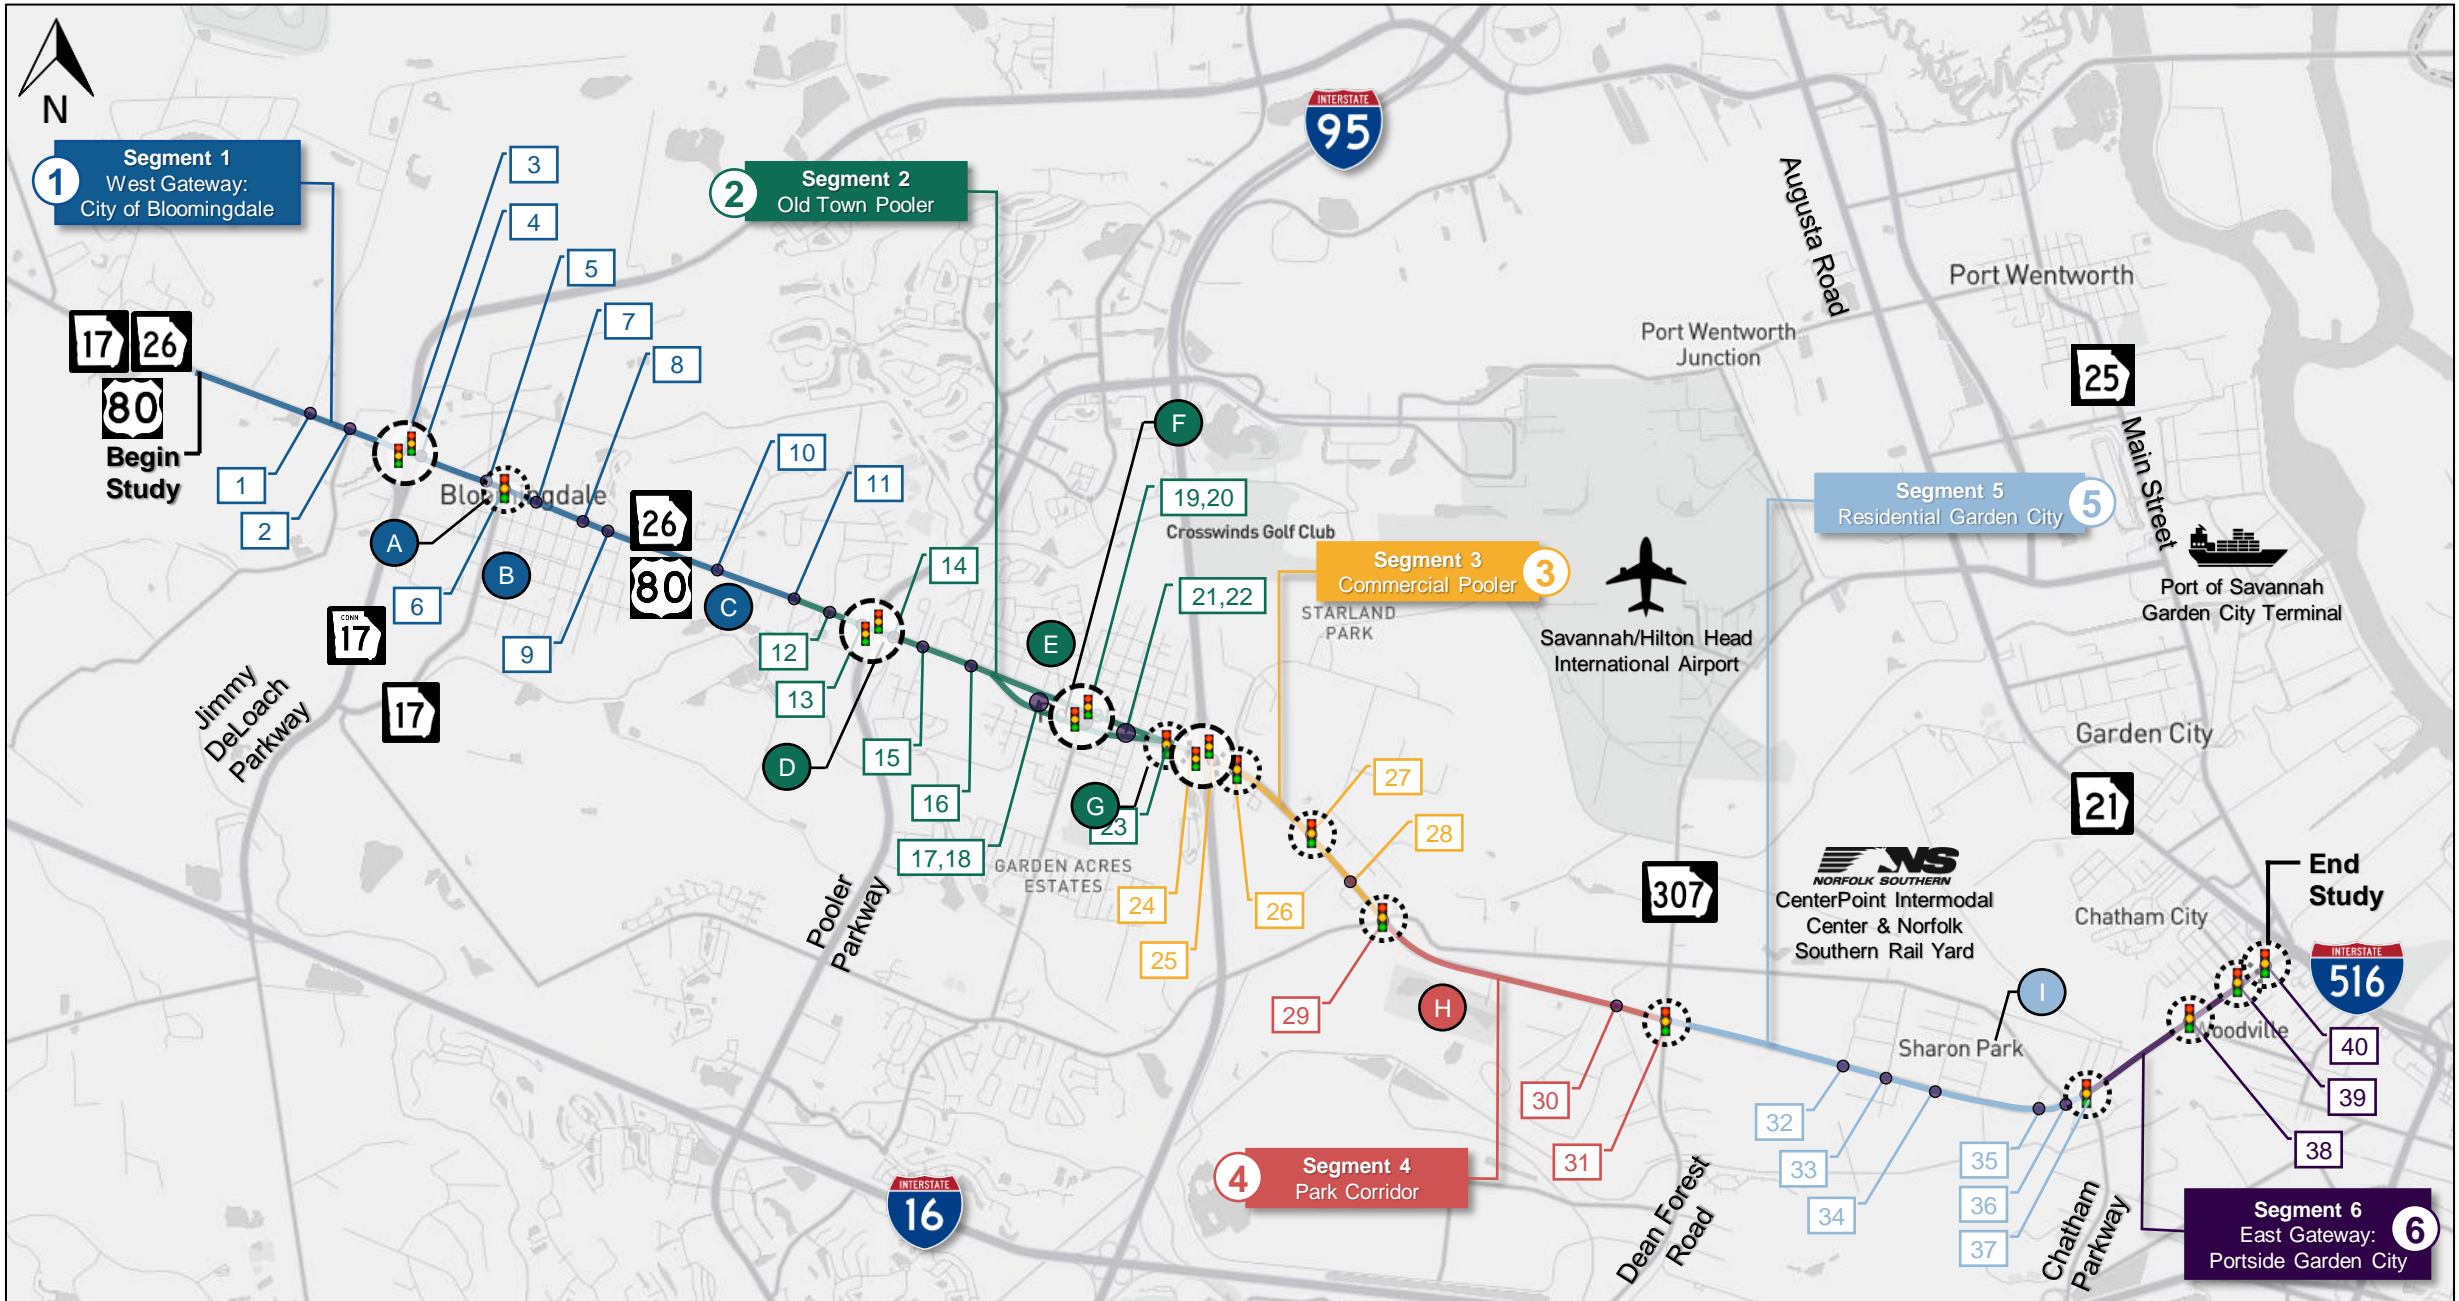 N
Segment 1
West Gateway:
City of Bloomingdale
1
3
4
5
7
8
Segment 2
Old Town Pooler
2
INTERSTATE
95
Augusta Road
Port Wentworth
Port Wentworth
Junction
17
26
80
Begin
Study
1
2
A
Bloomingdale
B
6
9
26
80
C
10
11
CONN
17
17
Jimmy
DeLoach
Parkway
12
13
14
D
15
16
17,18
E
F
19,20
21,22
Crosswinds Golf Club
G
23
GARDEN ACRES
ESTATES
Pooler
Parkway
Segment 3
Commercial Pooler
3
STARLAND
PARK
24
25
26
27
28
Savannah/Hilton Head
International Airport
25
Main Street
Segment 5
Residential Garden City
5
Port of Savannah
Garden City Terminal
Garden City
21
307
NORFOLK SOUTHERN
NS
CenterPoint Intermodal
Center & Norfolk
Southern Rail Yard
Chatham City
End
Study
INTERSTATE
516
29
H
30
31
Segment 4
Park Corridor
4
INTERSTATE
16
Dean Forest
Road
Sharon Park
I
Woodville
32
33
34
35
36
37
Chatham
Parkway
40
39
38
Segment 6
East Gateway:
Portside Garden City
6